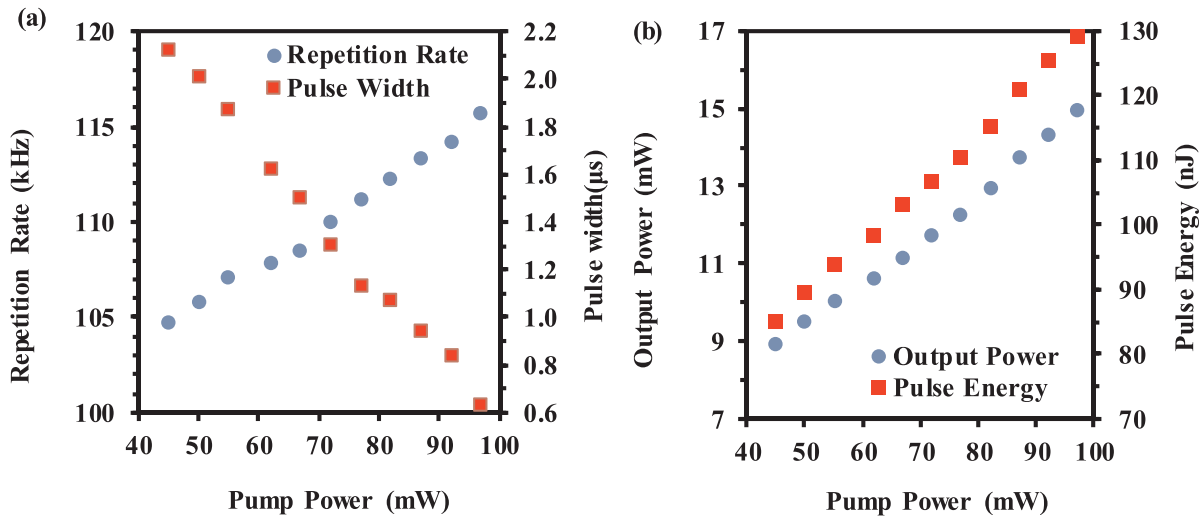 (a)
120
115
110
105
100
Repetition Rate (kHz)
Repetition Rate
Pulse Width
2.2
2.0
1.8
1.6
1.4
1.2
1.0
0.8
0.6
Pulse width(μs)
40 50 60 70 80 90 100
Pump Power (mW)
(b)
17
15
13
11
9
7
Output Power (mW)
Output Power
Pulse Energy
130
120
110
100
90
80
70
Pulse Energy (nJ)
40 50 60 70 80 90 100
Pump Power (mW)